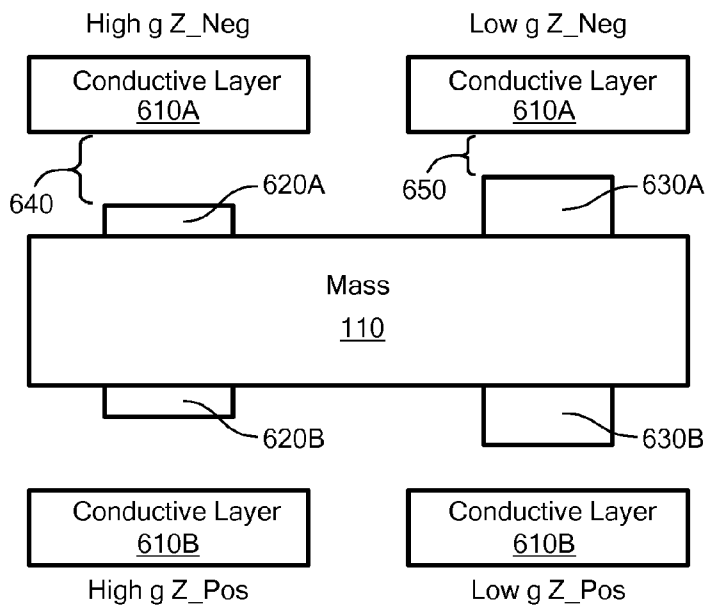 High g Z_Neg
Low g Z_Neg
Conductive Layer
610A
Conductive Layer
610A
640
620A
650
630A
Mass
110
620B
630B
Conductive Layer
610B
Conductive Layer
610B
High g Z_Pos
Low g Z_Pos